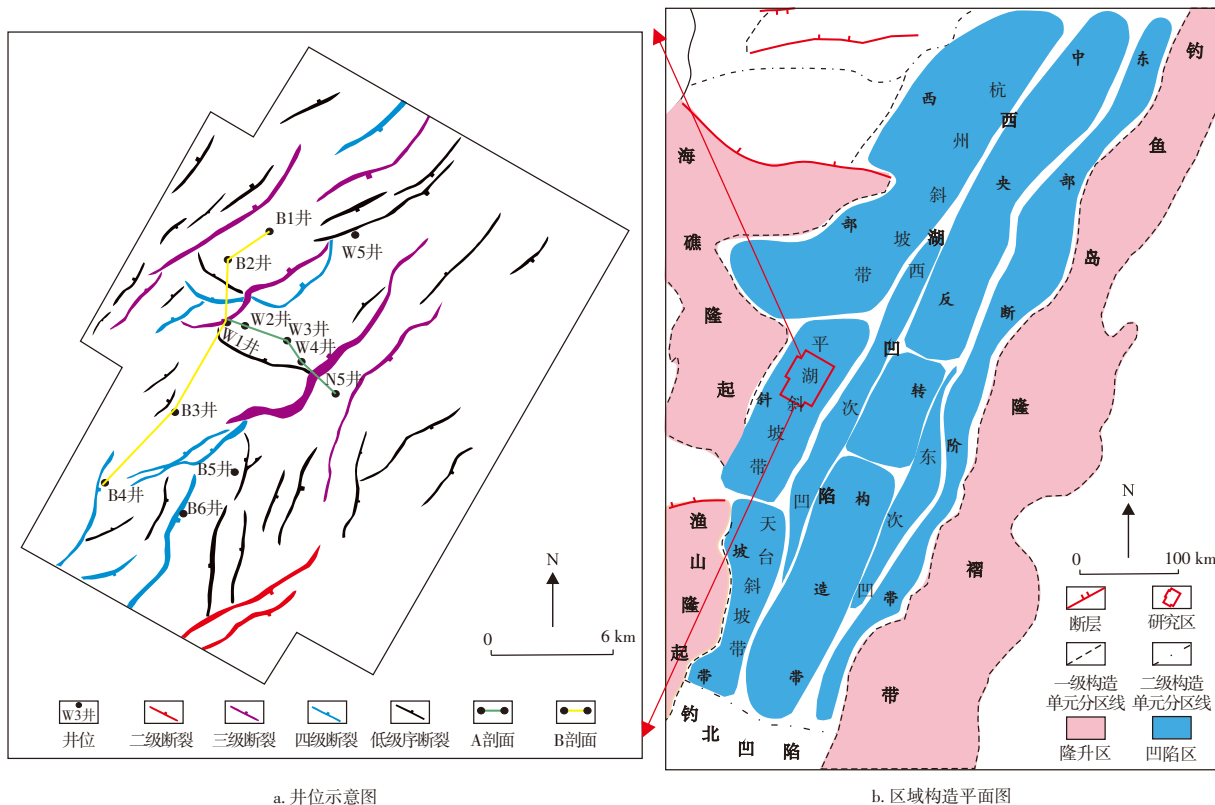 B1井
W5井
B2井
W2井
W1井
W3井
W4井
N5井
B3井
B5井
B4井
B6井
N
0 6 km
W3井
井位
二级断裂
三级断裂
四级断裂
低级序断裂
A剖面
B剖面
a. 井位示意图
西部斜坡带
杭州斜坡带
平湖斜坡带
天台斜坡带
西湖凹陷
中央反转构造带
东部断阶带
西次凹
东次凹
钓鱼岛隆褶带
海礁隆起
渔山隆起
钓北凹陷
N
0 100 km
断层
研究区
一级构造
单元分区线
二级构造
单元分区线
隆升区
凹陷区
b. 区域构造平面图